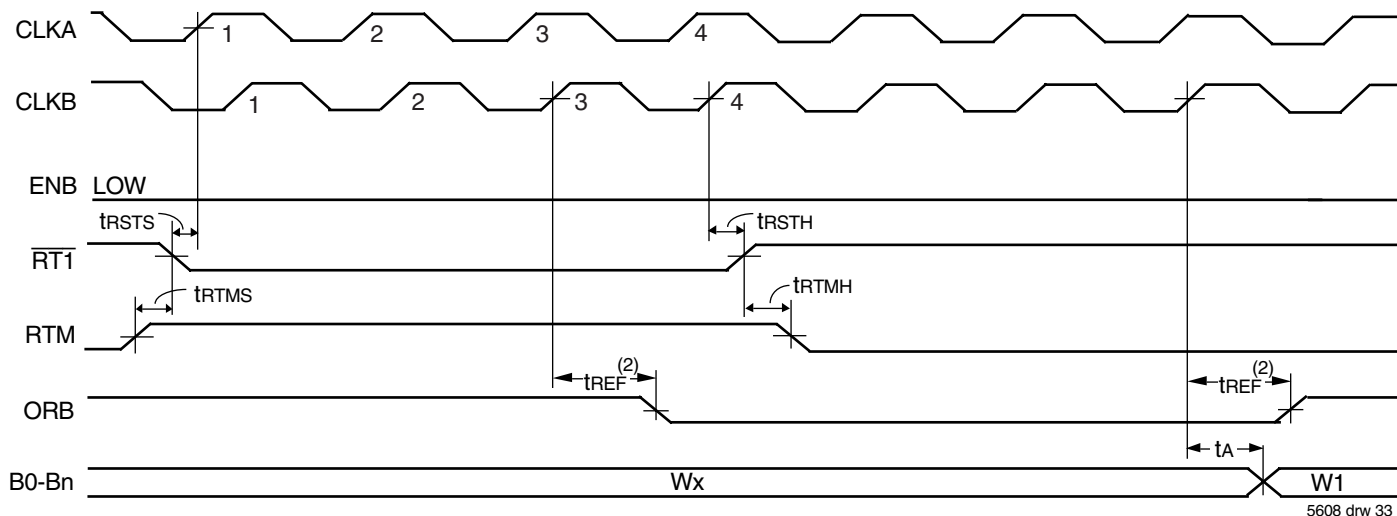 CLKA 1 2 3 4
CLKB 1 2 3 4
ENB LOW
tRSTS tRSTH
RT1
tRTMS tRTMH
RTM
tREF(2) tREF(2)
ORB
tA
B0-Bn Wx W1
5608 drw 33